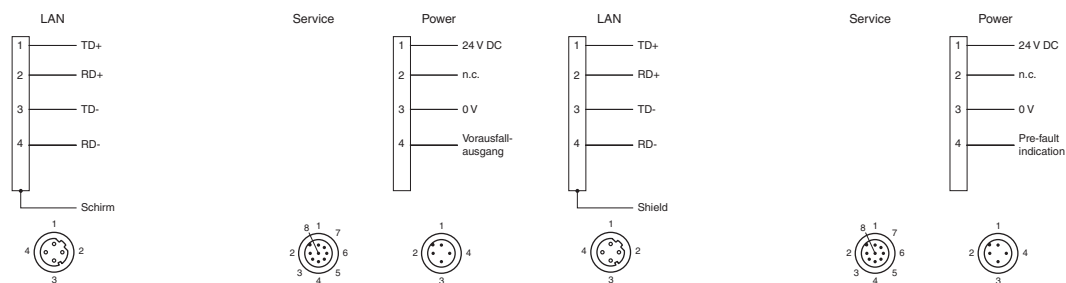 LAN
1 TD+
2 RD+
3 TD-
4 RD-
Schirm
1
4 2
3
Service
8 1 7
2 6
3 5
4
Power
1 24 V DC
2 n.c.
3 0 V
4 Vorausfall-
ausgang
1
2 4
3
LAN
1 TD+
2 RD+
3 TD-
4 RD-
Shield
1
4 2
3
Service
8 1 7
2 6
3 5
4
Power
1 24 V DC
2 n.c.
3 0 V
4 Pre-fault
indication
1
2 4
3